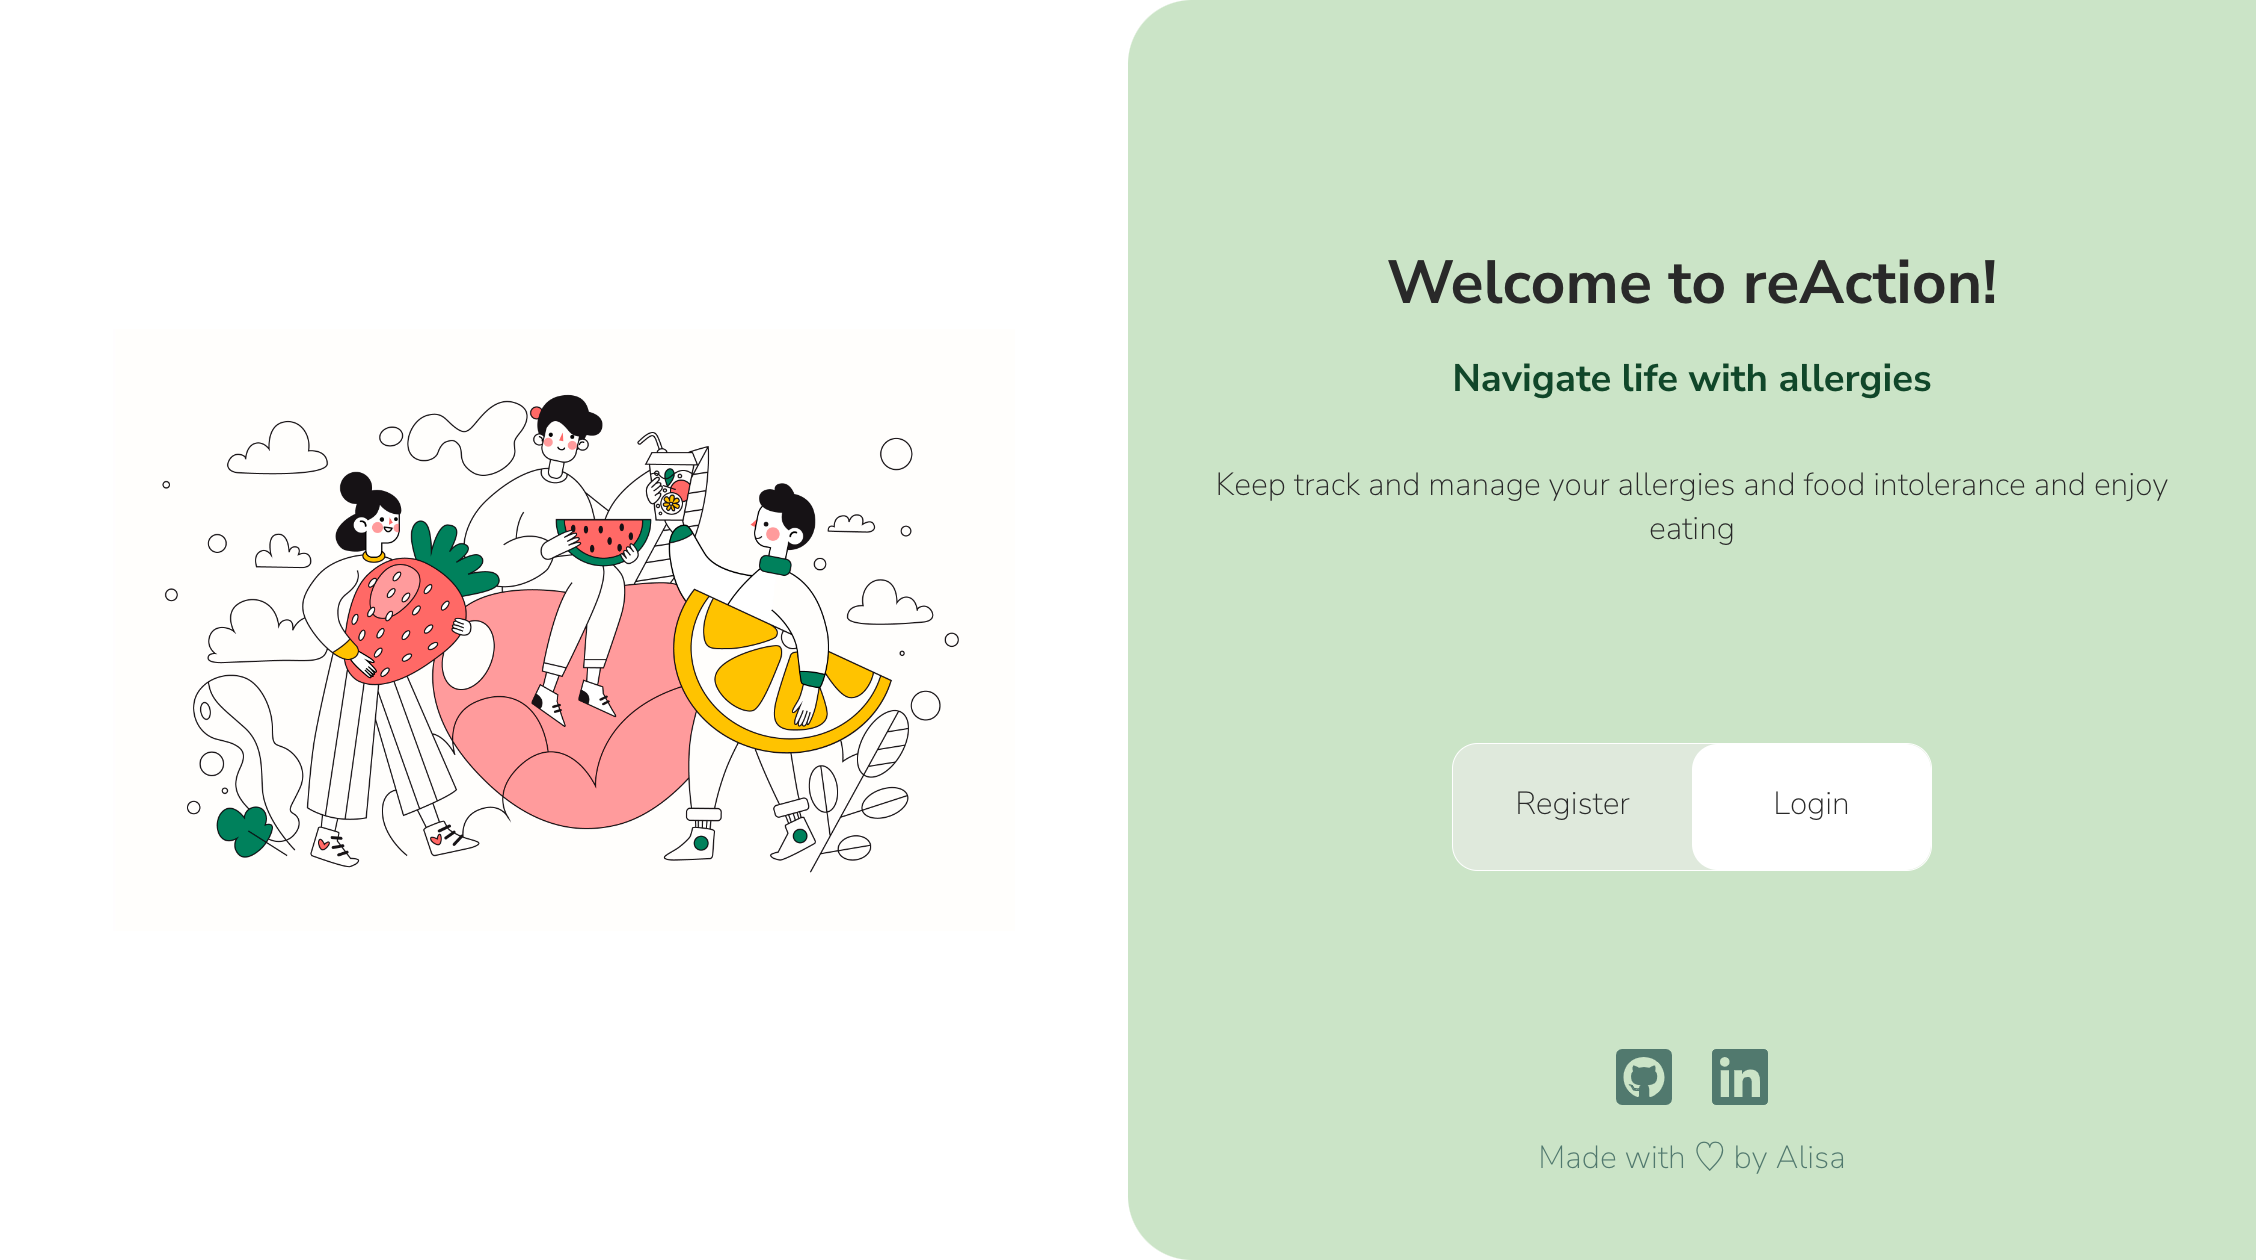 Welcome to reAction!
Navigate life with allergies
Keep track and manage your allergies and food intolerance and enjoy
eating
Register
Login
in
Made with ♡ by Alisa